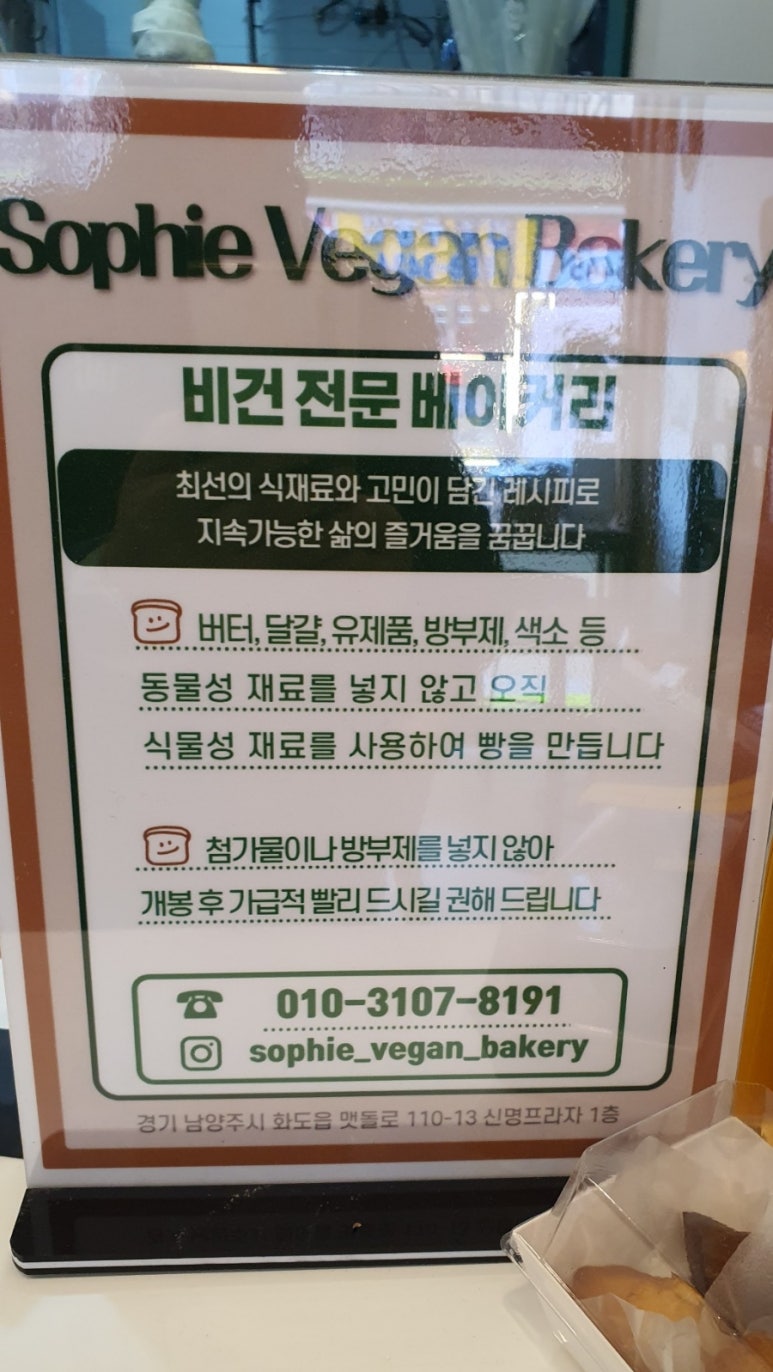 Sophie Vegan Bakery
비건 전문 베이커리
최선의 식재료와 고민이 담긴 레시피로
지속가능한 삶의 즐거움을 꿈꿉니다
버터, 달걀, 유제품, 방부제, 색소 등
동물성 재료를 넣지 않고 오직
식물성 재료를 사용하여 빵을 만듭니다
첨가물이나 방부제를 넣지 않아
개봉 후 가급적 빨리 드시길 권해 드립니다
010-3107-8191
sophie_vegan_bakery
경기 남양주시 화도읍 맷돌로 110-13 신명프라자 1층